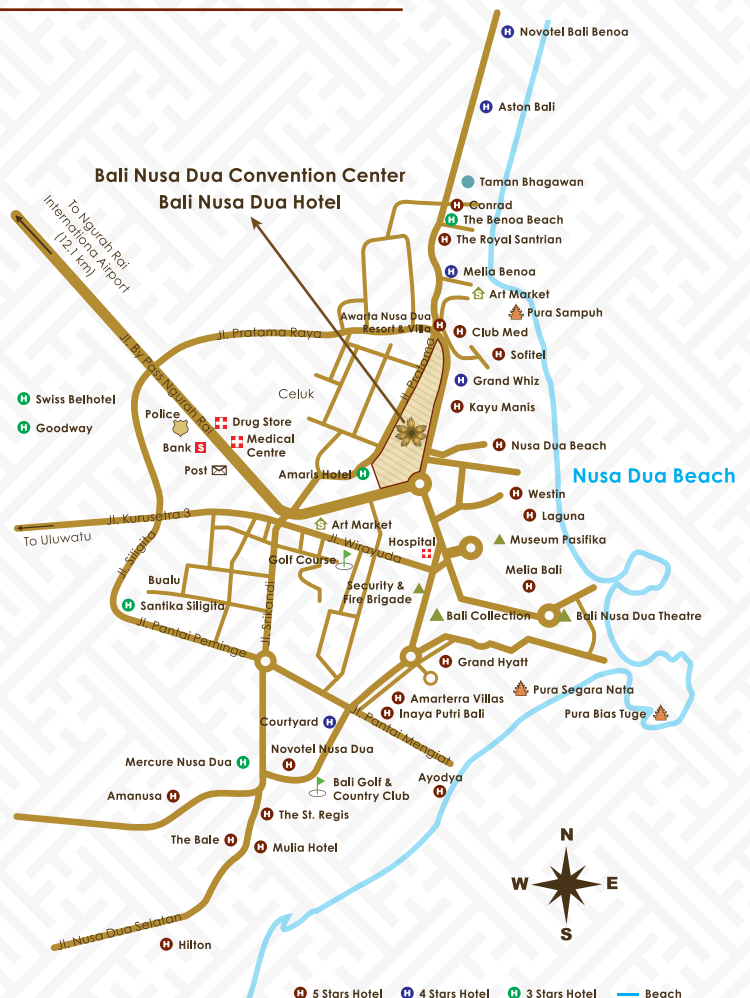 Novotel Bali Benoa
Aston Bali
Bali Nusa Dua Convention Center
Bali Nusa Dua Hotel
Taman Bhagawan
To Ngurah Rai
Internationa Airport
(12,1 km)
Conrad
The Benoa Beach
The Royal Santrian
Melia Benoa
Art Market
Pura Sampuh
Awarta Nusa Dua
Resort & Villa
Club Med
Jl. Pratama Raya
Jl. By Pass Ngurah Rai
Jl. Pratama
Sofitel
Grand Whiz
Celuk
Swiss Belhotel
Kayu Manis
Police
Drug Store
Goodway
Medical
Centre
Bank
Nusa Dua Beach
Post
Amaris Hotel
Nusa Dua Beach
Westin
Laguna
Jl. Kurusetra 3
Art Market
To Uluwatu
Jl. Wirayuda
Hospital
Museum Pasifika
Jl. Siligita
Golf Course
Melia Bali
Bualu
Jl. Srikandi
Security &
Fire Brigade
Santika Siligita
Bali Collection
Bali Nusa Dua Theatre
Jl. Pantai Peminge
Grand Hyatt
Pura Segara Nata
Amarterra Villas
Inaya Putri Bali
Pura Bias Tuge
Courtyard
Jl. Pantai Mengiat
Novotel Nusa Dua
Mercure Nusa Dua
Bali Golf &
Country Club
Ayodya
Amanusa
The St. Regis
The Bale
Mulia Hotel
N
W
E
S
Jl. Nusa Dua Selatan
Hilton
5 Stars Hotel
4 Stars Hotel
3 Stars Hotel
Beach